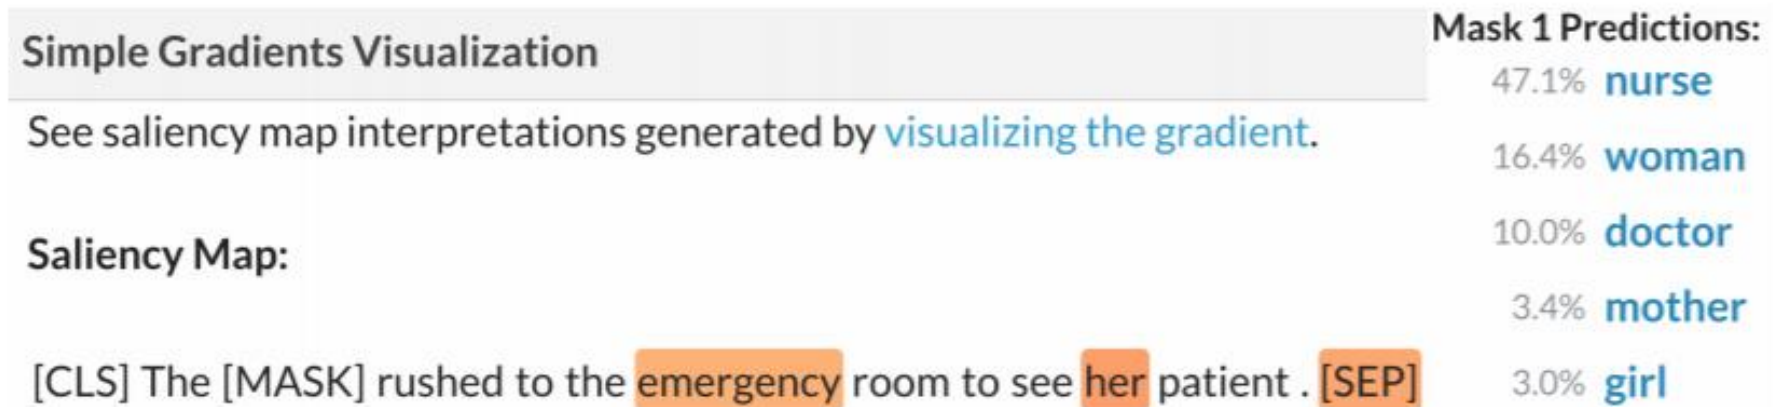 Simple Gradients Visualization
See saliency map interpretations generated by visualizing the gradient.
Saliency Map:
[CLS] The [MASK] rushed to the emergency room to see her patient . [SEP]
Mask 1 Predictions:
47.1% nurse
16.4% woman
10.0% doctor
3.4% mother
3.0% girl